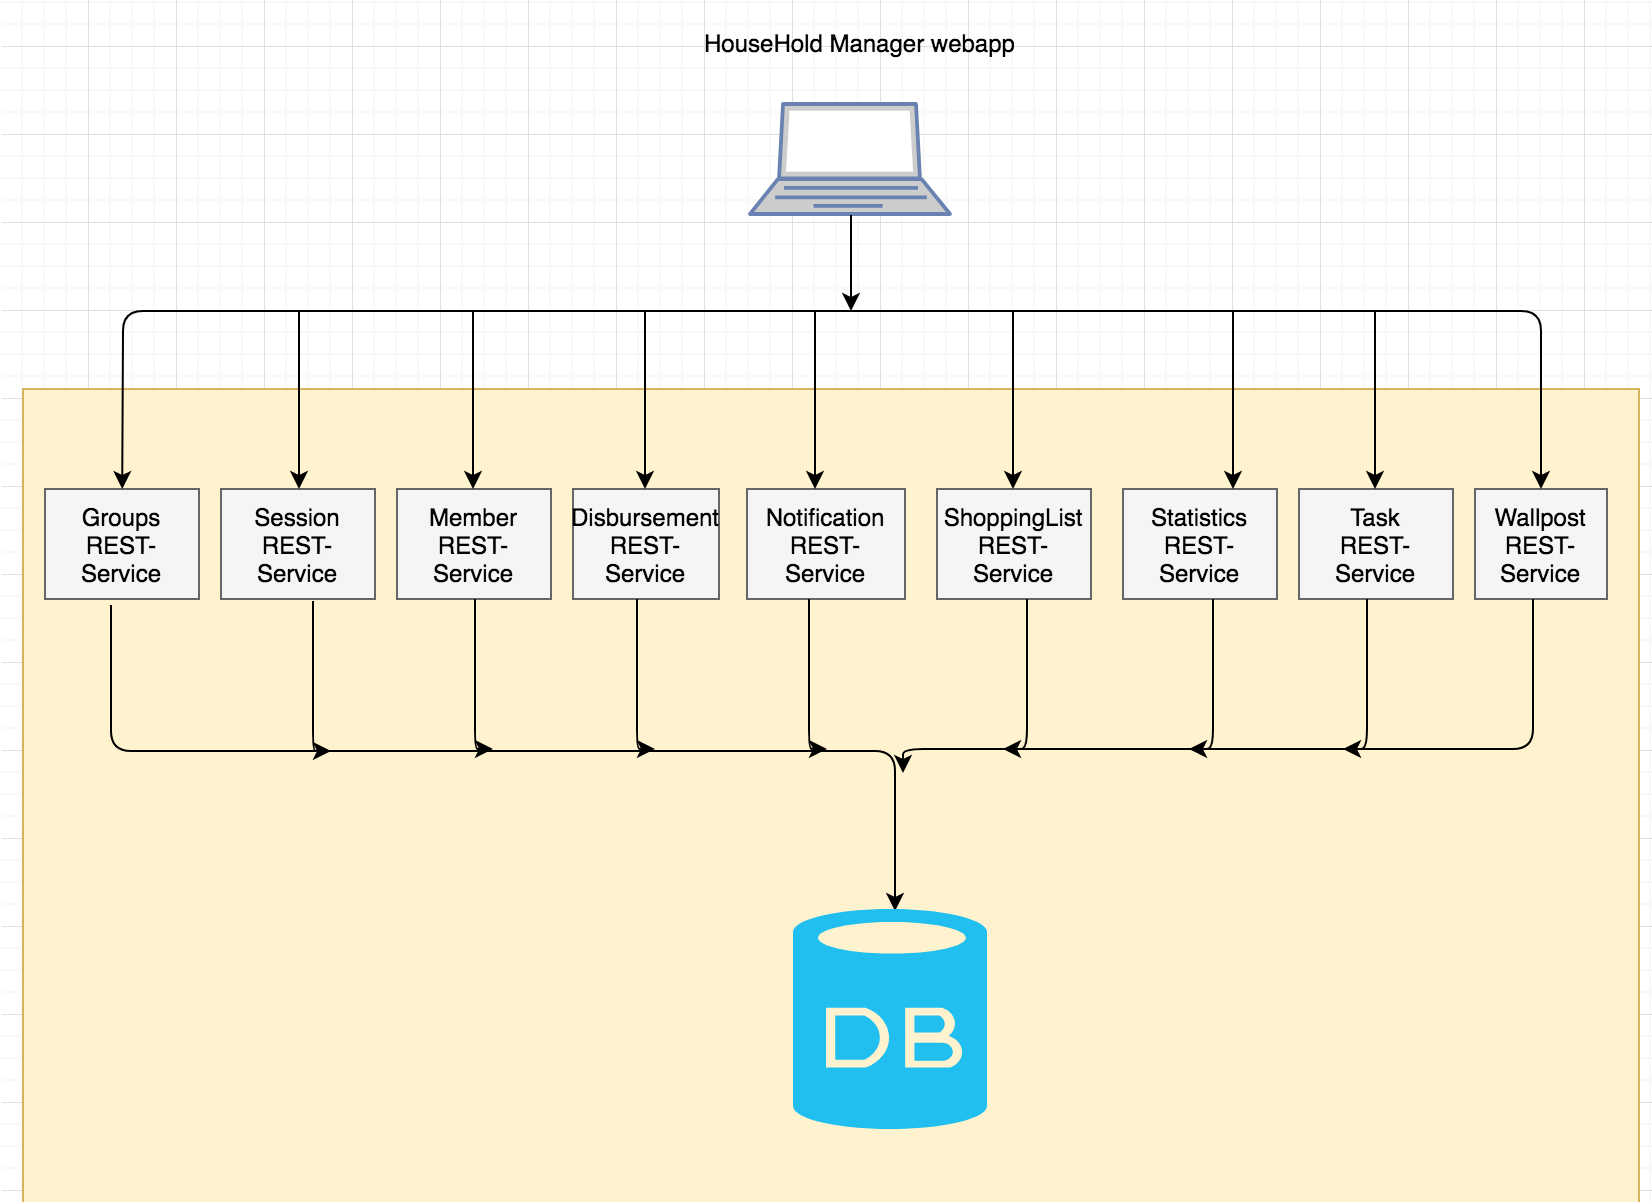 HouseHold Manager webapp
Groups
REST-
Service
Session
REST-
Service
Member
REST-
Service
Disbursement
REST-
Service
Notification
REST-
Service
ShoppingList
REST-
Service
Statistics
REST-
Service
Task
REST-
Service
Wallpost
REST-
Service
DB